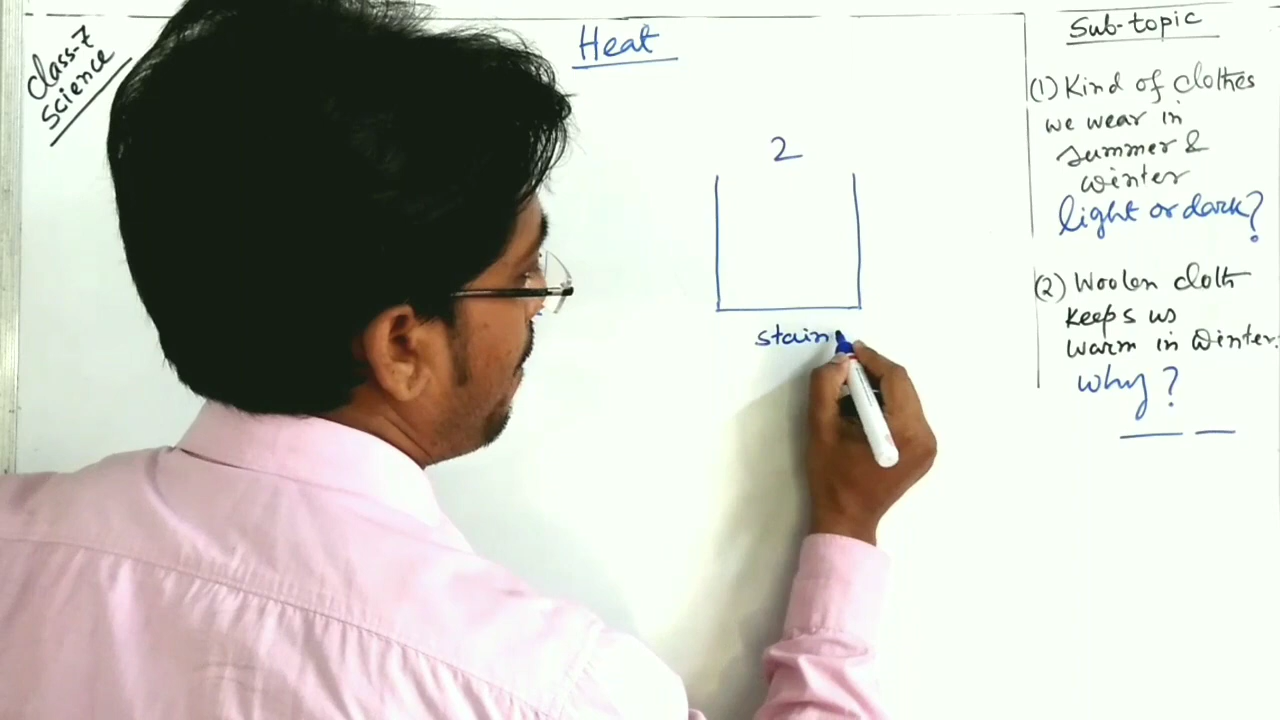 class-7
science
Heat
2
stain
Sub-topic
(1) Kind of clothes
we wear in
summer &
winter
light or dark?
(2) Woolen cloth
keeps us
warm in winter.
why?